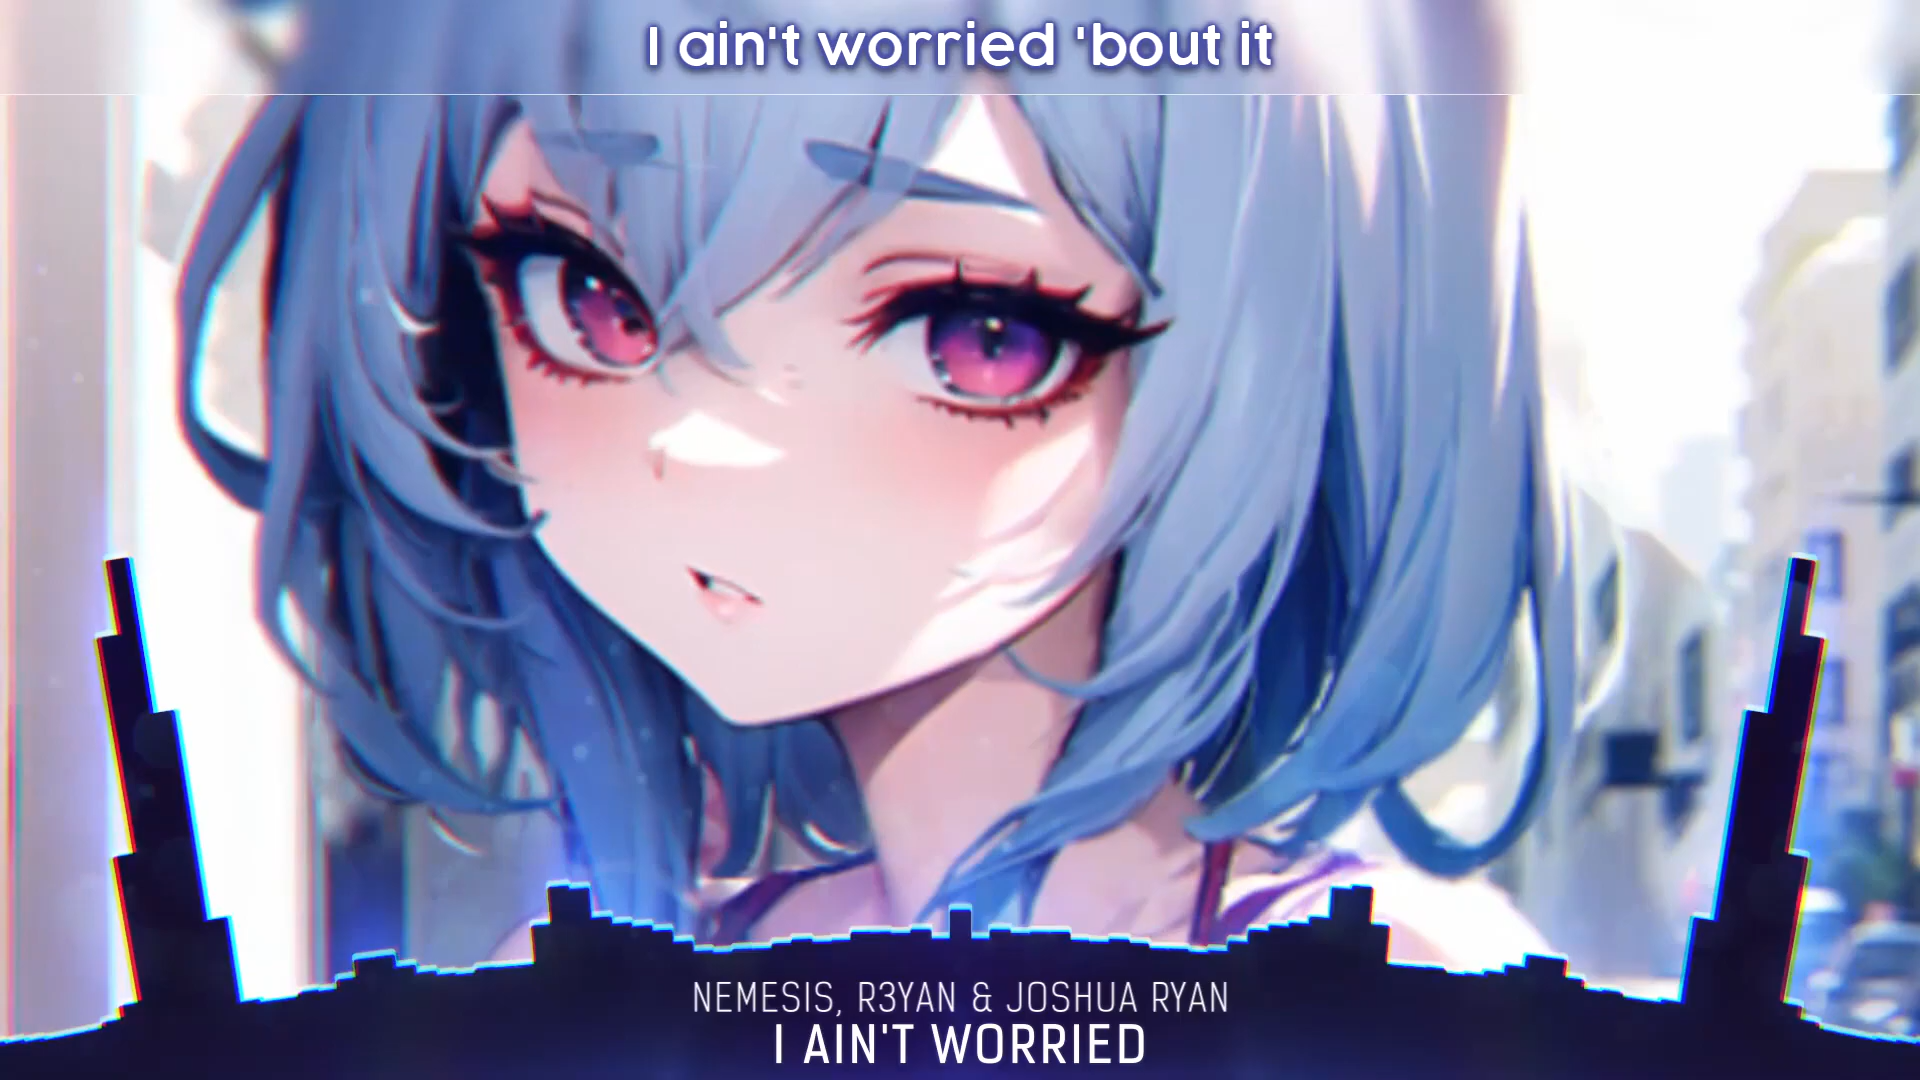 I ain't worried 'bout it
NEMESIS, R3YAN & JOSHUA RYAN
I AIN'T WORRIED